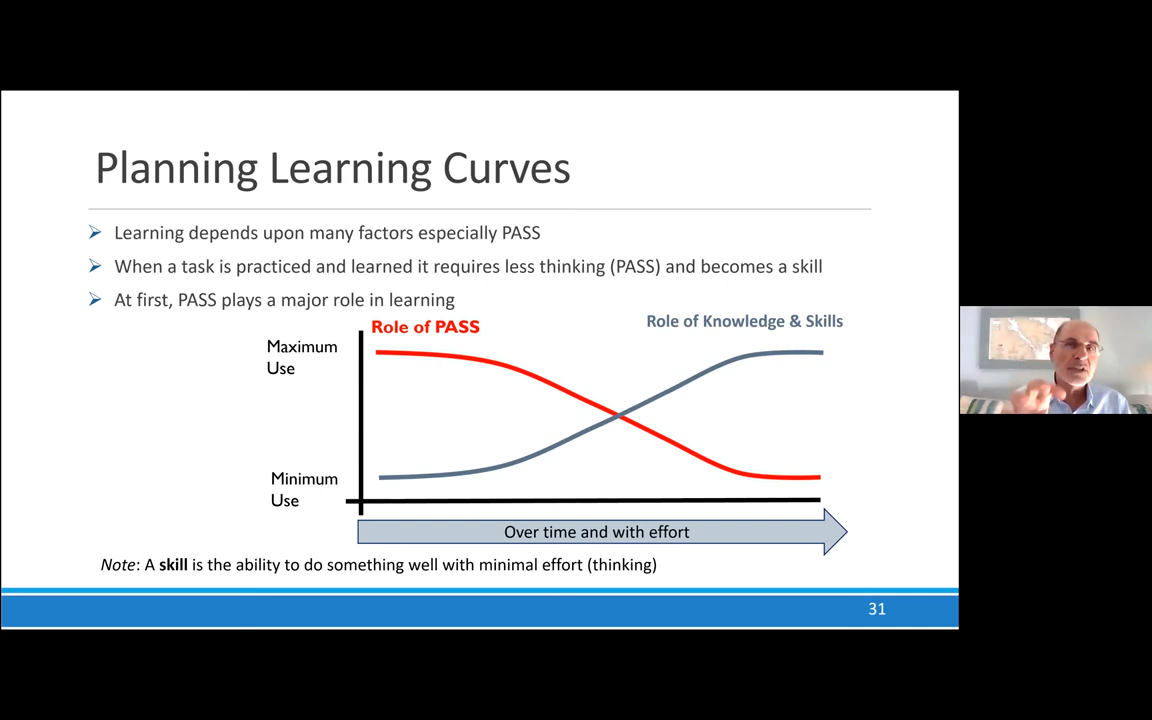 Planning Learning Curves
Learning depends upon many factors especially PASS
When a task is practiced and learned it requires less thinking (PASS) and becomes a skill
At first, PASS plays a major role in learning
Role of PASS
Role of Knowledge & Skills
Maximum
Use
Minimum
Use
Over time and with effort
Note: A skill is the ability to do something well with minimal effort (thinking)
31